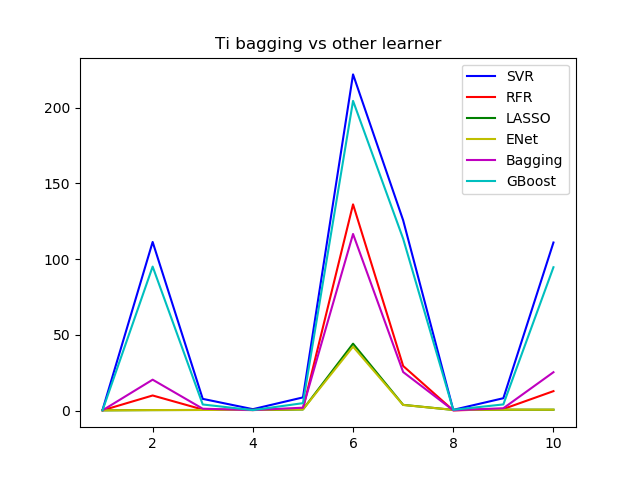 Ti bagging vs other learner
SVR
RFR
LASSO
ENet
Bagging
GBoost
200
150
100
50
0
2 4 6 8 10